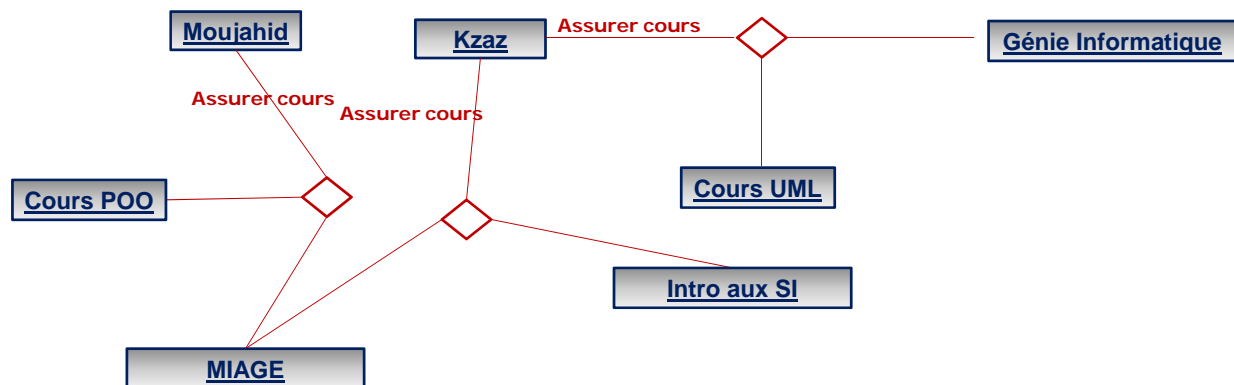 Moujahid
Kzaz
Assurer cours
Génie Informatique
Assurer cours
Assurer cours
Cours POO
Cours UML
Intro aux SI
MIAGE